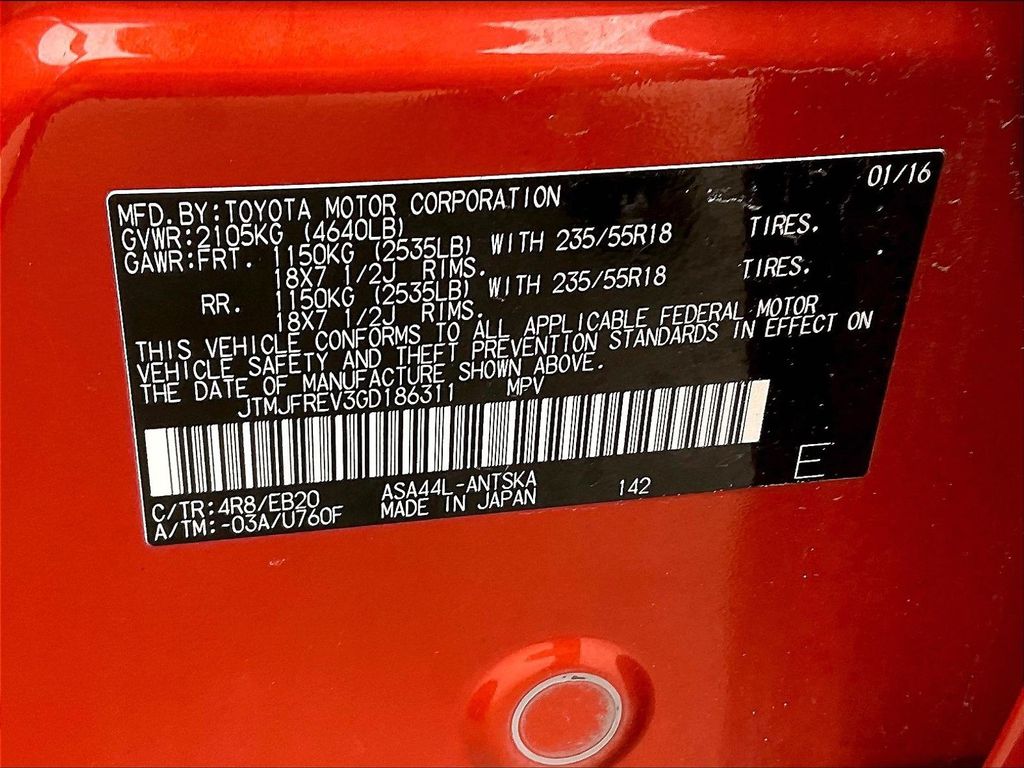 01/16
MFD.BY:TOYOTA MOTOR CORPORATION
GVWR:2105KG (4640LB)
GAWR:FRT. 1150KG (2535LB) WITH 235/55R18 TIRES.
18X7 1/2J RIMS.
RR. 1150KG (2535LB) WITH 235/55R18 TIRES.
18X7 1/2J RIMS.
THIS VEHICLE CONFORMS TO ALL APPLICABLE FEDERAL MOTOR
VEHICLE SAFETY AND THEFT PREVENTION STANDARDS IN EFFECT ON
THE DATE OF MANUFACTURE SHOWN ABOVE.
JTMJFREV3GD186311 MPV
E
C/TR:4R8/EB20 ASA44L-ANTSKA 142
A/TM:-03A/U760F MADE IN JAPAN